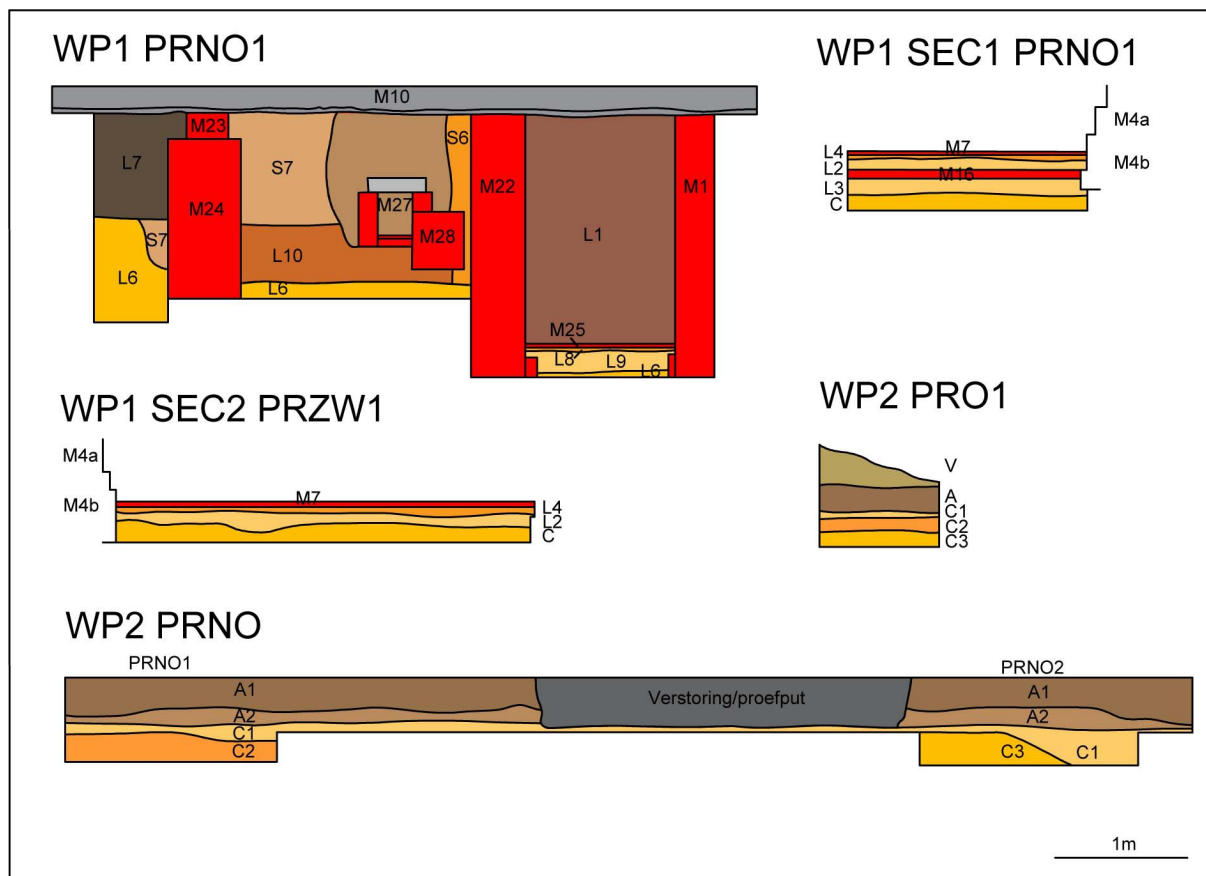 WP1 PRNO1
M10
L7
M23
S7
S6
M22
M1
M24
M27
M28
L1
S7
L10
L6
L6
M25
L8
L9
L6
WP1 SEC1 PRNO1
M4a
L4
M7
L2
M4b
M16
L3
C
WP1 SEC2 PRZW1
M4a
M4b
M7
L4
L2
C
WP2 PRO1
V
A
C1
C2
C3
WP2 PRNO
PRNO1
PRNO2
A1
Verstoring/proefput
A1
A2
A2
C1
C2
C3
C1
1m